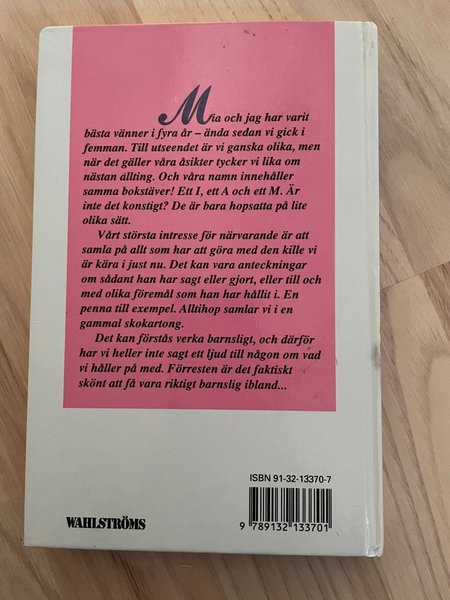 Mia och jag har varit
bästa vänner i fyra år – ända sedan vi gick i
femman. Till utseendet är vi ganska olika, men
när det gäller våra åsikter tycker vi lika om
nästan állting. Och våra namn innehåller
samma bokstäver! Ett I, ett A och ett M. Är
inte det konstigt? De är bara hopsatta på lite
olika sätt.
Vårt största intresse för närvarande är att
samla på allt som har att göra med den kille vi
är kära i just nu. Det kan vara anteckningar
om sådant han har sagt eller gjort, eller till och
med olika föremål som han har hållit i. En
penna till exempel. Alltihop samlar vi i en
gammal skokartong.
Det kan förstås verka barnsligt, och därför
har vi heller inte sagt ett ljud till någon om vad
vi håller på med. Förresten är det faktiskt
skönt att få vara riktigt barnslig ibland...
ISBN 91-32-13370-7
9 789132 133701
WAHLSTRÖMS